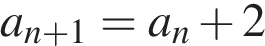 a_{n+1} = a_n + 2